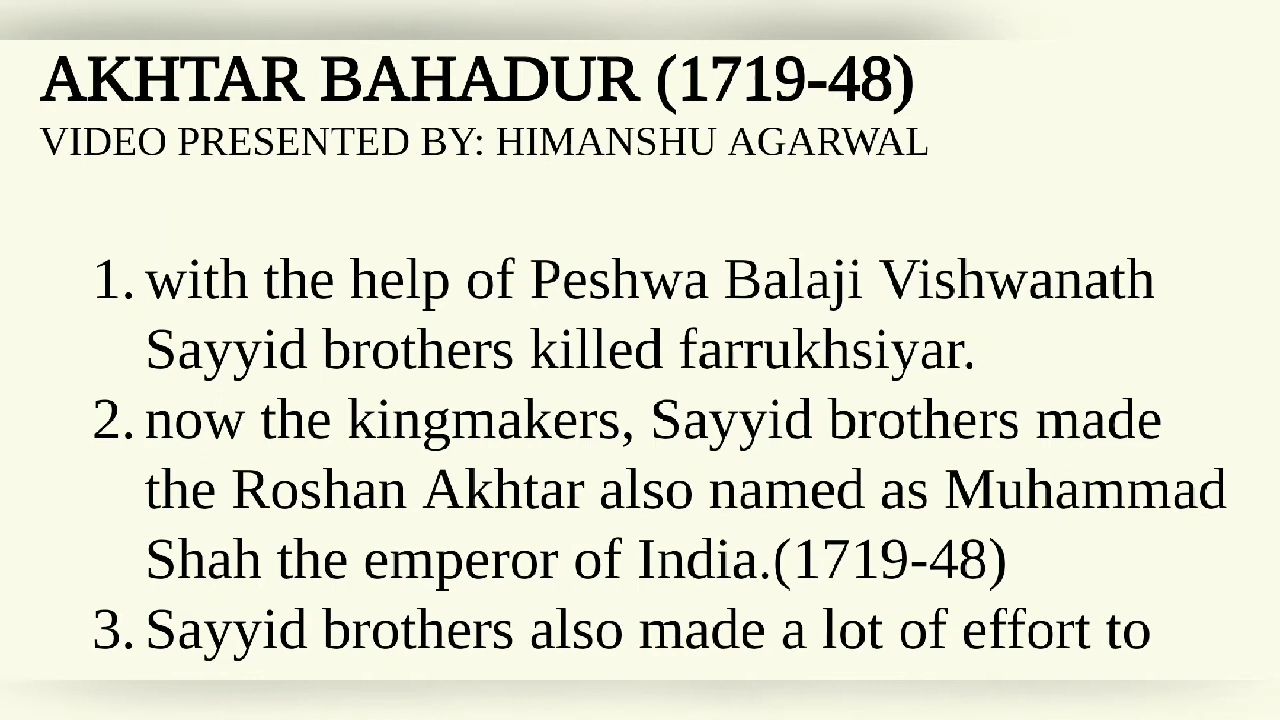 AKHTAR BAHADUR (1719-48)
VIDEO PRESENTED BY: HIMANSHU AGARWAL
1. with the help of Peshwa Balaji Vishwanath
Sayyid brothers killed farrukhsiyar.
2. now the kingmakers, Sayyid brothers made
the Roshan Akhtar also named as Muhammad
Shah the emperor of India.(1719-48)
3. Sayyid brothers also made a lot of effort to